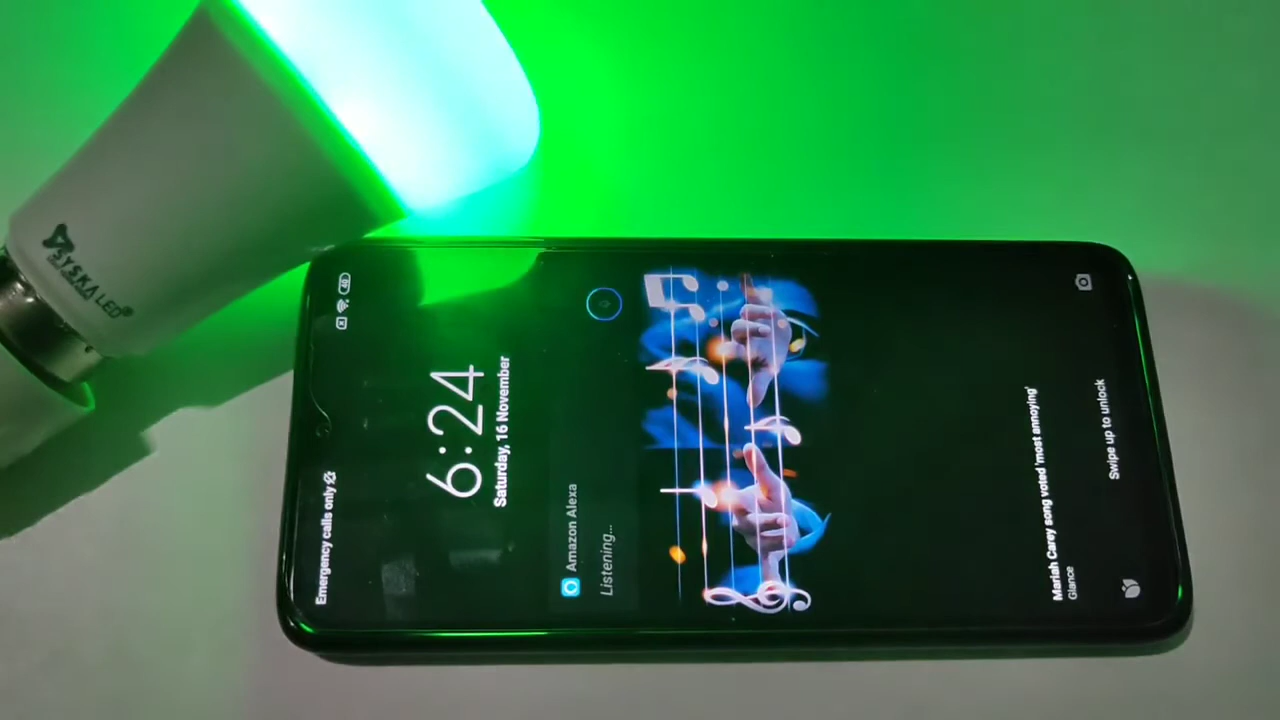 SYSKA LED
Emergency calls only
40
6:24
Saturday, 16 November
Amazon Alexa
Listening...
Mariah Carey song voted 'most annoying'
Glance
Swipe up to unlock